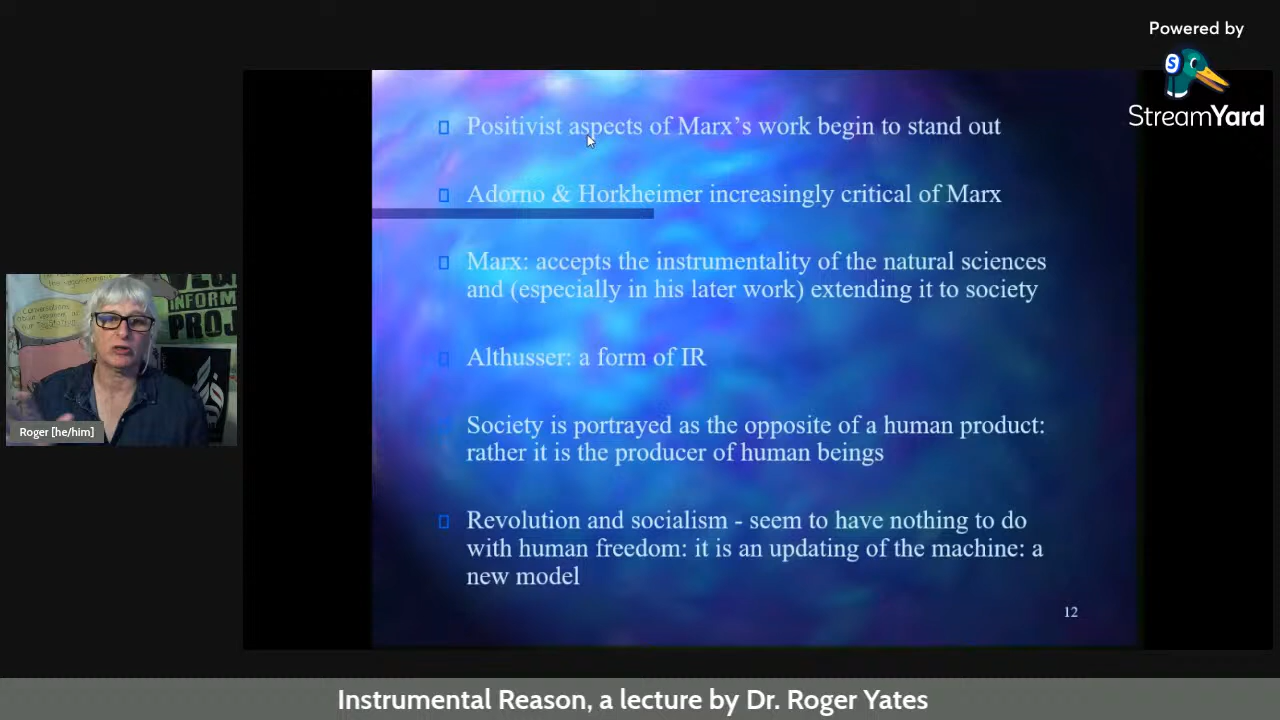 Powered by
S
StreamYard
Positivist aspects of Marx's work begin to stand out
Adorno & Horkheimer increasingly critical of Marx
Marx: accepts the instrumentality of the natural sciences
and (especially in his later work) extending it to society
Althusser: a form of IR
Society is portrayed as the opposite of a human product:
rather it is the producer of human beings
Revolution and socialism - seem to have nothing to do
with human freedom: it is an updating of the machine: a
new model
12
INFORM
PROJ
Roger [he/him]
Instrumental Reason, a lecture by Dr. Roger Yates